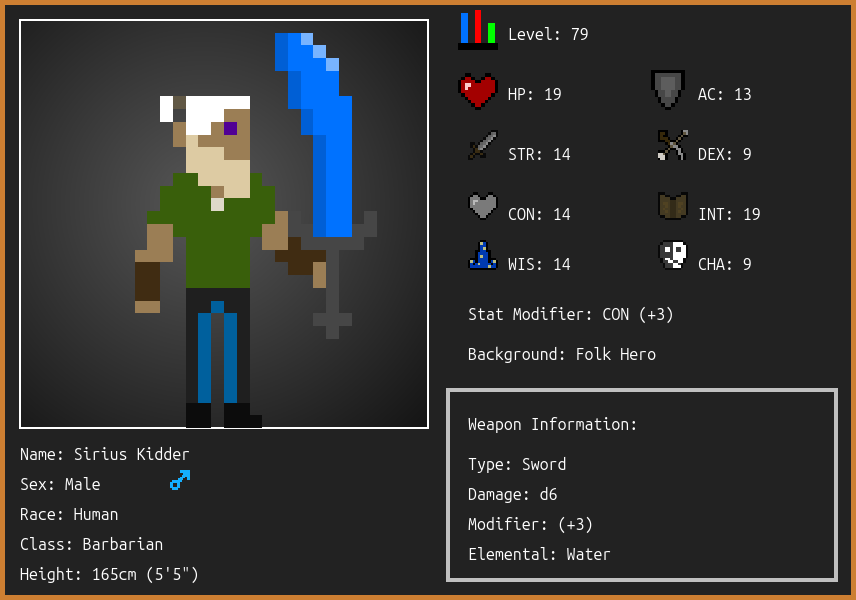 Level: 79
HP: 19
AC: 13
STR: 14
DEX: 9
CON: 14
INT: 19
WIS: 14
CHA: 9
Stat Modifier: CON (+3)
Background: Folk Hero
Weapon Information:
Type: Sword
Damage: d6
Modifier: (+3)
Elemental: Water
Name: Sirius Kidder
Sex: Male
Race: Human
Class: Barbarian
Height: 165cm (5'5")